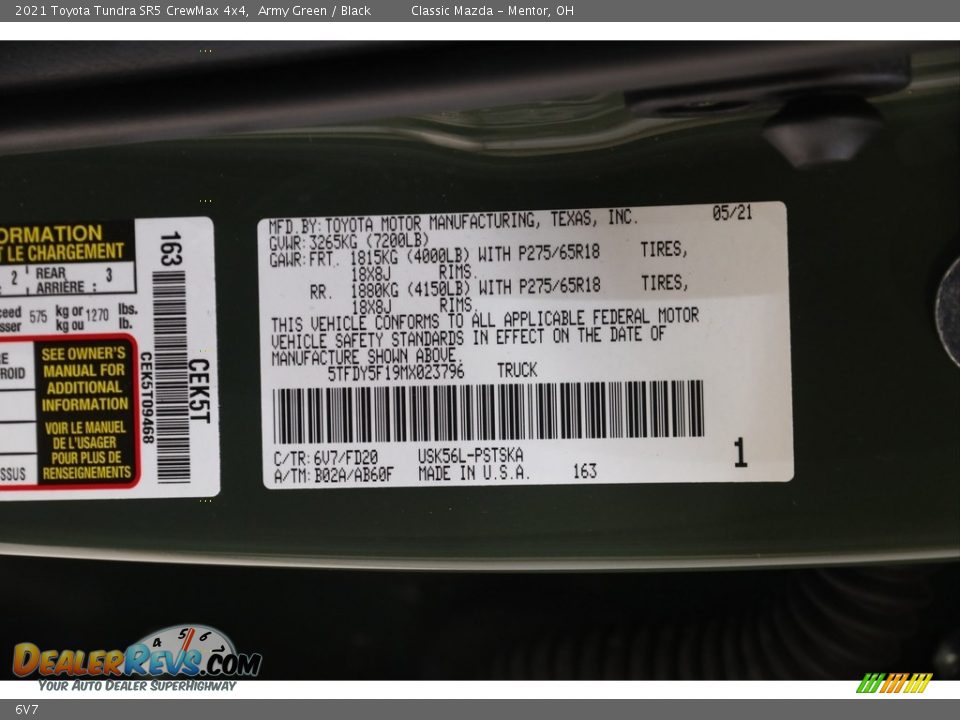 2021 Toyota Tundra SR5 CrewMax 4x4, Army Green / Black Classic Mazda - Mentor, OH
ORMATION
T LE CHARGEMENT
2 REAR ARRIÈRE : 3
575 kg or kg ou 1270 lbs. lb.
SEE OWNER'S
MANUAL FOR
ADDITIONAL
INFORMATION
VOIR LE MANUEL
DE L'USAGER
POUR PLUS DE
RENSEIGNEMENTS
163
CEK5T
CEK5T09468
MFD.BY:TOYOTA MOTOR MANUFACTURING, TEXAS, INC. 05/21
GVWR:3265KG (7200LB)
GAWR:FRT. 1815KG (4000LB) WITH P275/65R18 TIRES,
18X8J RIMS.
RR. 1880KG (4150LB) WITH P275/65R18 TIRES,
18X8J RIMS.
THIS VEHICLE CONFORMS TO ALL APPLICABLE FEDERAL MOTOR
VEHICLE SAFETY STANDARDS IN EFFECT ON THE DATE OF
MANUFACTURE SHOWN ABOVE.
5TFDY5F19MX023796 TRUCK
C/TR:6V7/FD20 USK56L-PSTSKA
A/TM:B02A/AB60F MADE IN U.S.A. 163
1
4 5 6 7
DEALERREVS.COM
YOUR AUTO DEALER SUPERHIGHWAY
6V7